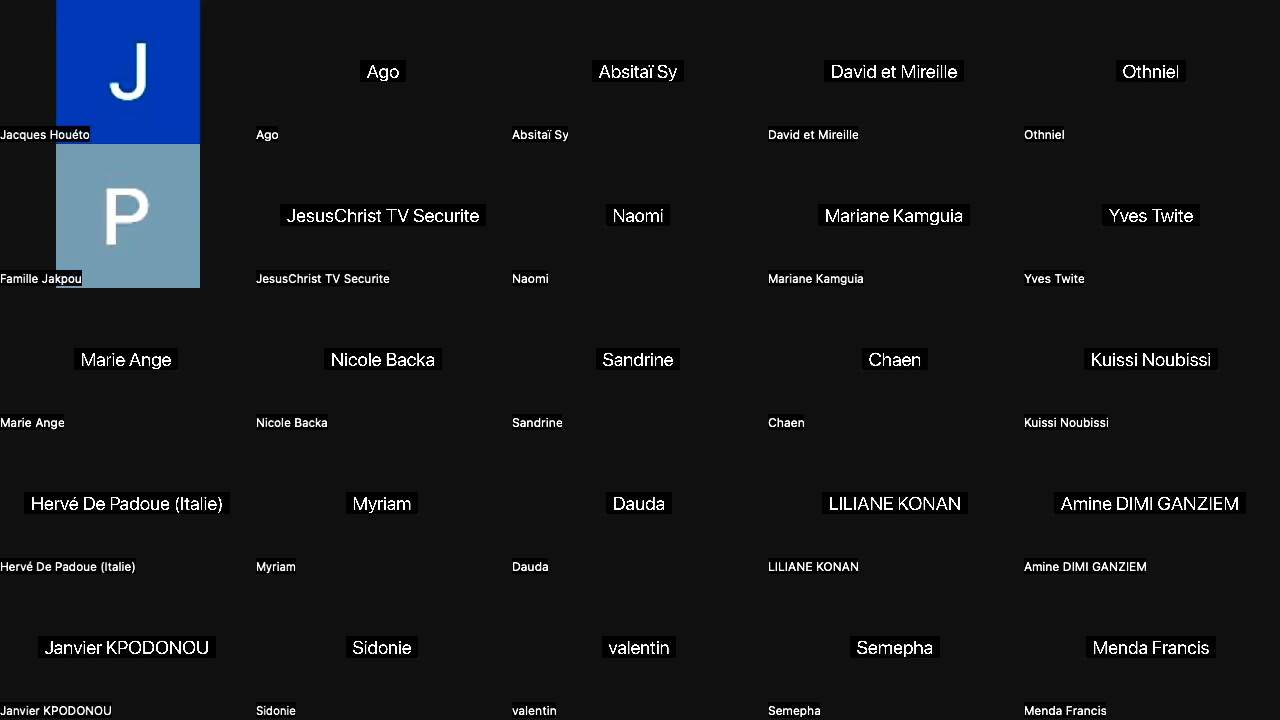 J
Ago
Absitaï Sy
David et Mireille
Othniel
Jacques Houéto
Ago
Absitaï Sy
David et Mireille
Othniel
P
JesusChrist TV Securite
Naomi
Mariane Kamguia
Yves Twite
Famille Jakpou
JesusChrist TV Securite
Naomi
Mariane Kamguia
Yves Twite
Marie Ange
Nicole Backa
Sandrine
Chaen
Kuissi Noubissi
Marie Ange
Nicole Backa
Sandrine
Chaen
Kuissi Noubissi
Hervé De Padoue (Italie)
Myriam
Dauda
LILIANE KONAN
Amine DIMI GANZIEM
Hervé De Padoue (Italie)
Myriam
Dauda
LILIANE KONAN
Amine DIMI GANZIEM
Janvier KPODONOU
Sidonie
valentin
Semepha
Menda Francis
Janvier KPODONOU
Sidonie
valentin
Semepha
Menda Francis